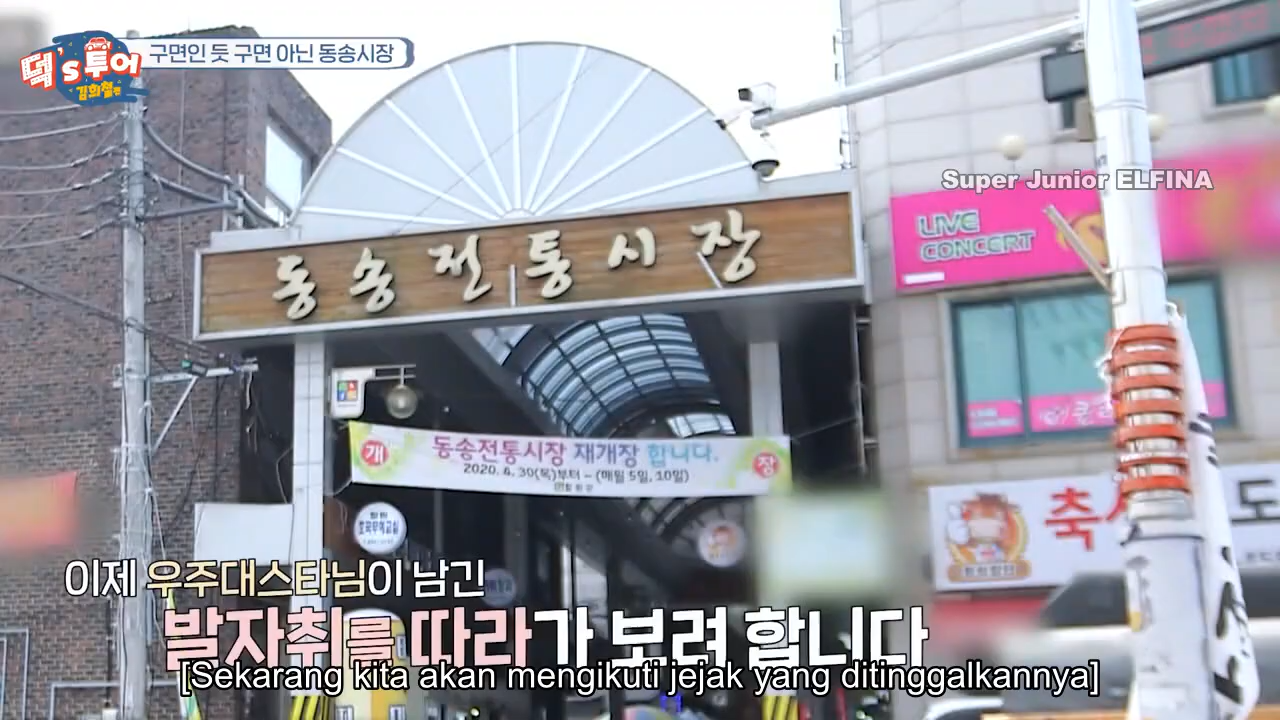 덕's 투어
김희철편
구면인 듯 구면 아닌 동송시장
Super Junior ELFINA
LIVE
CONCERT
동송전통시장
개
동송전통시장 재개장 합니다.
2020. 4. 30(목)부터 ~ (매월 5일, 10일)
장
축
도
이제 우주대스타님이 남긴
발자취를 따라가 보려 합니다
[Sekarang kita akan mengikuti jejak yang ditinggalkannya]